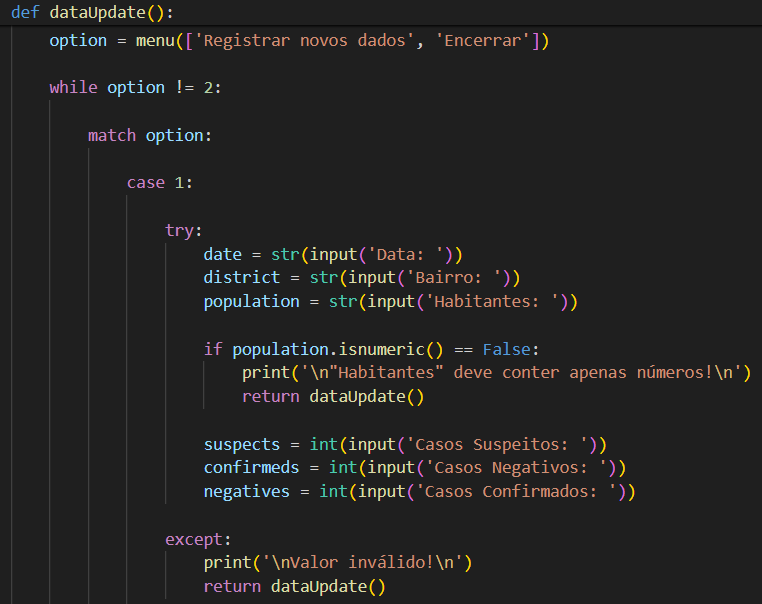 def dataUpdate():
    option = menu(['Registrar novos dados', 'Encerrar'])
    while option != 2:
        match option:
            case 1:
                try:
                    date = str(input('Data: '))
                    district = str(input('Bairro: '))
                    population = str(input('Habitantes: '))
                    if population.isnumeric() == False:
                        print('\n"Habitantes" deve conter apenas números!\n')
                        return dataUpdate()
                    suspects = int(input('Casos Suspeitos: '))
                    confirmeds = int(input('Casos Negativos: '))
                    negatives = int(input('Casos Confirmados: '))
                except:
                    print('\nValor inválido!\n')
                    return dataUpdate()